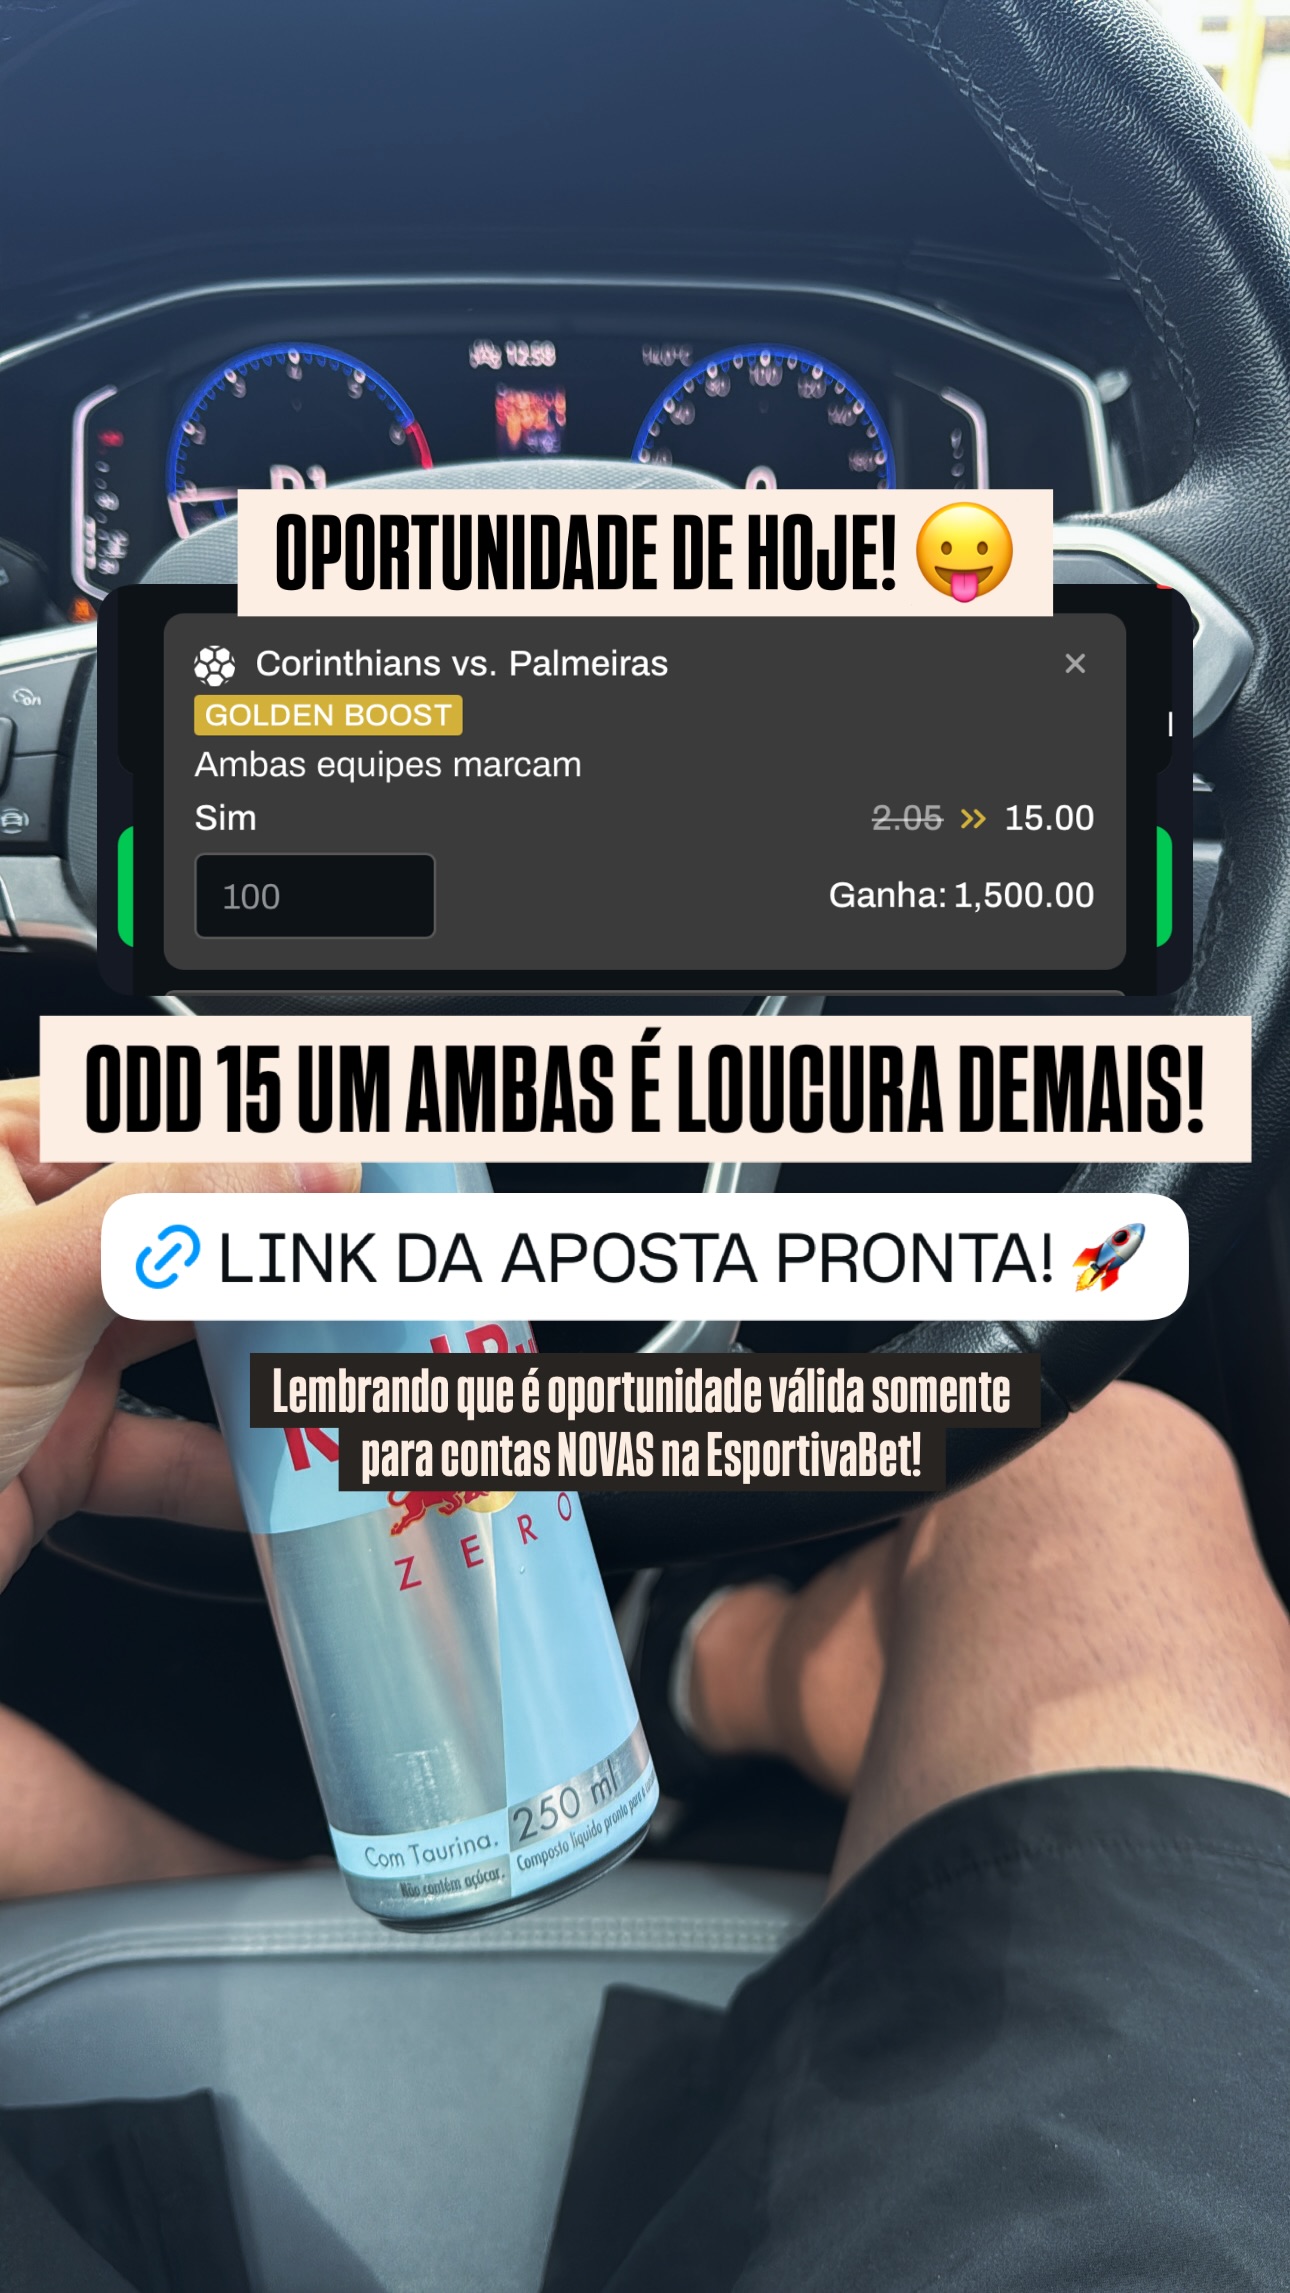 12:58
OPORTUNIDADE DE HOJE! 😛
Corinthians vs. Palmeiras
GOLDEN BOOST
Ambas equipes marcam
Sim 2.05 » 15.00
100 Ganha: 1,500.00
ODD 15 UM AMBAS É LOUCURA DEMAIS!
LINK DA APOSTA PRONTA! 🚀
Lembrando que é oportunidade válida somente
para contas NOVAS na EsportivaBet!
ZERO
250 ml
Com Taurina. Composto líquido pronto para
Não contém açúcar.